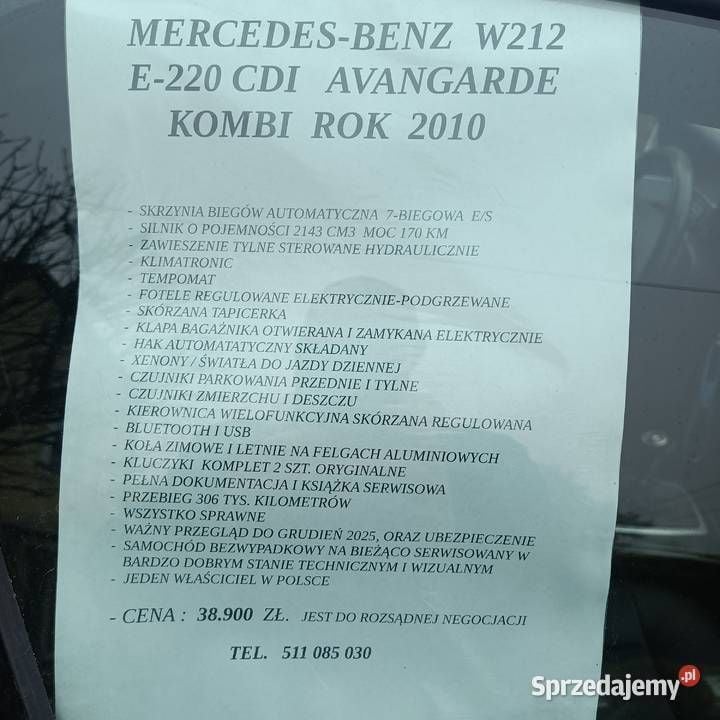 MERCEDES-BENZ W212
E-220 CDI AVANGARDE
KOMBI ROK 2010
- SKRZYNIA BIEGÓW AUTOMATYCZNA 7-BIEGOWA E/S
- SILNIK O POJEMNOŚCI 2143 CM3 MOC 170 KM
- ZAWIESZENIE TYLNE STEROWANE HYDRAULICZNIE
- KLIMATRONIC
- TEMPOMAT
- FOTELE REGULOWANE ELEKTRYCZNIE-PODGRZEWANE
- SKÓRZANA TAPICERKA
- KLAPA BAGAŻNIKA OTWIERANA I ZAMYKANA ELEKTRYCZNIE
- HAK AUTOMATATYCZNY SKŁADANY
- XENONY / ŚWIATŁA DO JAZDY DZIENNEJ
- CZUJNIKI PARKOWANIA PRZEDNIE I TYLNE
- CZUJNIKI ZMIERZCHU I DESZCZU
- KIEROWNICA WIELOFUNKCYJNA SKÓRZANA REGULOWANA
- BLUETOOTH I USB
- KOŁA ZIMOWE I LETNIE NA FELGACH ALUMINIOWYCH
- KLUCZYKI KOMPLET 2 SZT. ORYGINALNE
- PEŁNA DOKUMENTACJA I KSIĄŻKA SERWISOWA
- PRZEBIEG 306 TYS. KILOMETRÓW
- WSZYSTKO SPRAWNE
- WAŻNY PRZEGLĄD DO GRUDIEŃ 2025, ORAZ UBEZPIECZENIE
- SAMOCHÓD BEZWYPADKOWY NA BIEŻĄCO SERWISOWANY W
BARDZO DOBRYM STANIE TECHNICZNYM I WIZUALNYM
- JEDEN WŁAŚCICIEL W POLSCE
- CENA : 38.900 ZŁ. JEST DO ROZSĄDNEJ NEGOCJACJI
TEL. 511 085 030
Sprzedajemy.pl